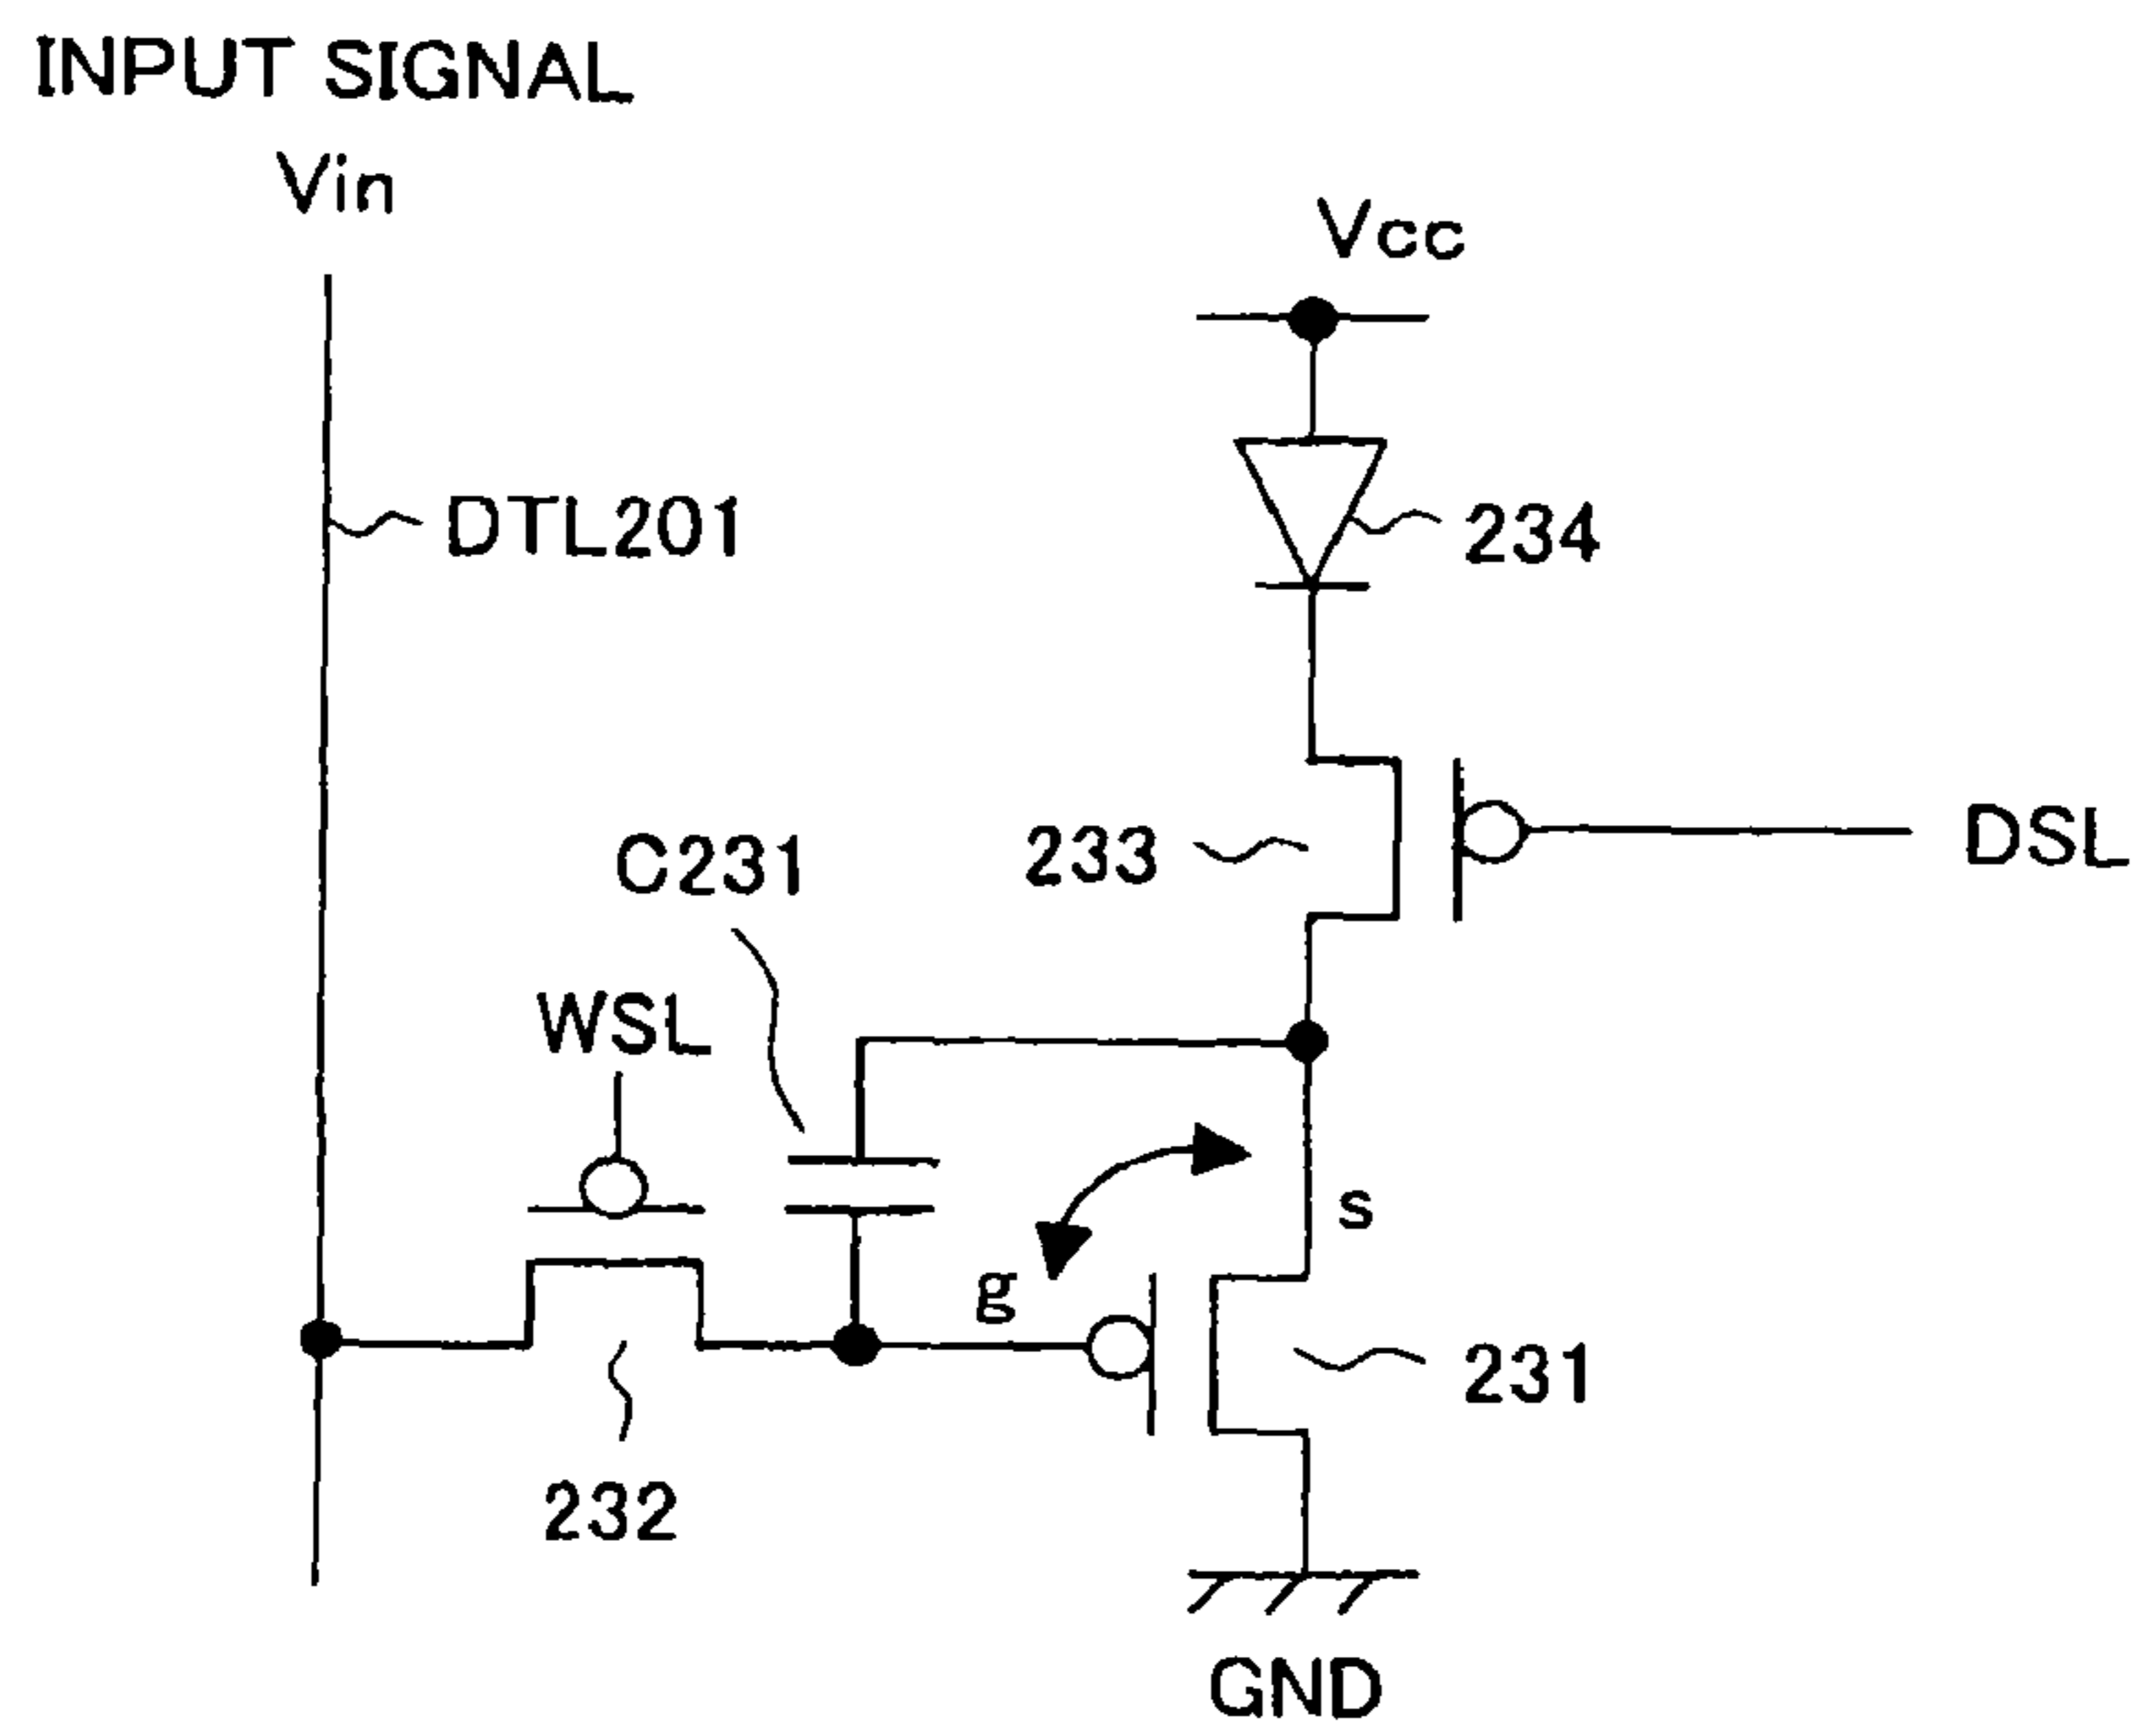 INPUT SIGNAL
Vin
Vcc
DTL201
234
C231
233
DSL
WSL
s
g
231
232
GND